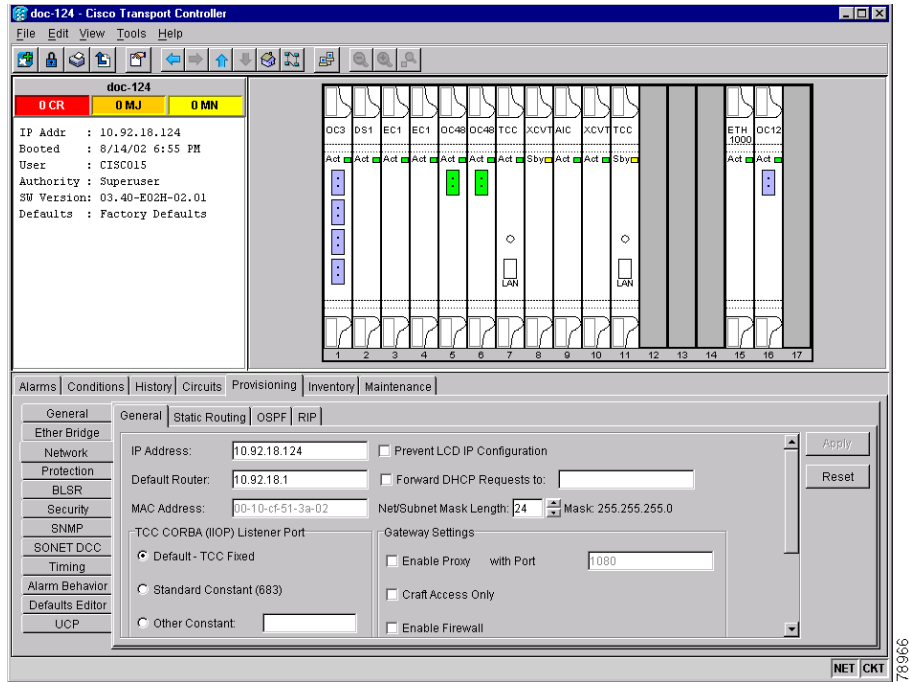 doc-124 - Cisco Transport Controller
File Edit View Tools Help
doc-124
0 CR 0 MJ 0 MN
IP Addr : 10.92.18.124
Booted : 8/14/02 6:55 PM
User : CISCO15
Authority : Superuser
SW Version: 03.40-E02H-02.01
Defaults : Factory Defaults
OC3 DS1 EC1 EC1 OC48 OC48 TCC XCVT AIC XCVT TCC ETH 1000 OC12
Act Act Act Act Act Act Act Sby Act Act Sby Act Act
LAN LAN
1 2 3 4 5 6 7 8 9 10 11 12 13 14 15 16 17
Alarms Conditions History Circuits Provisioning Inventory Maintenance
General
Ether Bridge
Network
Protection
BLSR
Security
SNMP
SONET DCC
Timing
Alarm Behavior
Defaults Editor
UCP
General Static Routing OSPF RIP
IP Address: 10.92.18.124 Prevent LCD IP Configuration
Default Router: 10.92.18.1 Forward DHCP Requests to:
MAC Address: 00-10-cf-51-3a-02 Net/Subnet Mask Length: 24 Mask: 255.255.255.0
TCC CORBA (IIOP) Listener Port
Default - TCC Fixed
Standard Constant (683)
Other Constant:
Gateway Settings
Enable Proxy with Port 1080
Craft Access Only
Enable Firewall
Apply
Reset
NET CKT
78966